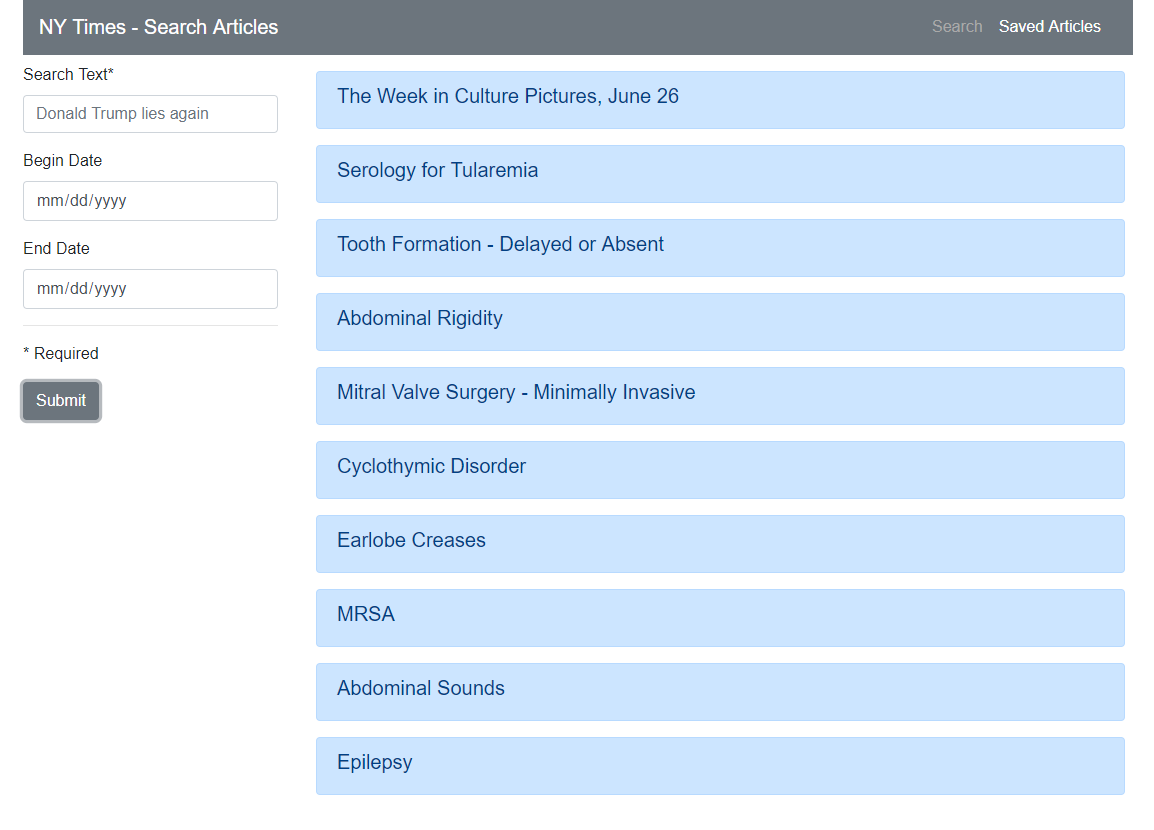 NY Times - Search Articles
Search
Saved Articles
Search Text*
Donald Trump lies again
Begin Date
mm/dd/yyyy
End Date
mm/dd/yyyy
* Required
Submit
The Week in Culture Pictures, June 26
Serology for Tularemia
Tooth Formation - Delayed or Absent
Abdominal Rigidity
Mitral Valve Surgery - Minimally Invasive
Cyclothymic Disorder
Earlobe Creases
MRSA
Abdominal Sounds
Epilepsy